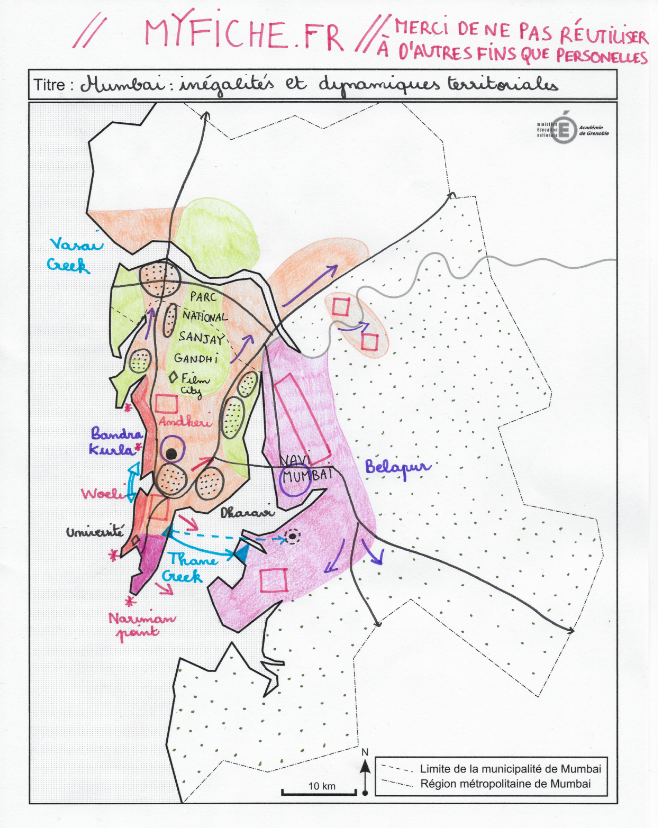 // MYFICHE.FR // MERCI DE NE PAS RÉUTILISER
À D'AUTRES FINS QUE PERSONELLES
Titre : Mumbai : inégalités et dynamiques territoriales
Académie
de Grenoble
Vasai
Creek
PARC
NATIONAL
SANJAY
GANDHI
Film
City
Andheri
Bandra
Kurla
NAVI
MUMBAI
Belapur
Worli
Dharavi
Université
Thane
Creek
Nariman
point
N
10 km
Limite de la municipalité de Mumbai
Région métropolitaine de Mumbai